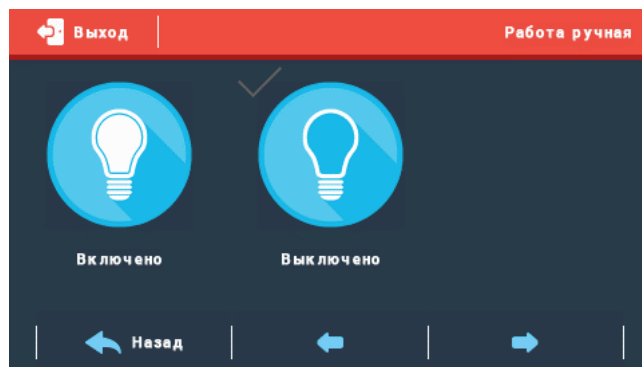 Выход
Работа ручная
Включено
Выключено
Назад